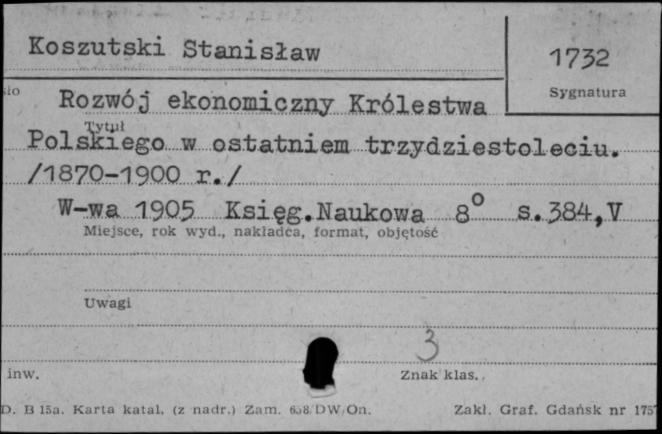 Koszutski Stanisław
1732
Sygnatura
Rozwój ekonomiczny Królestwa
Tytuł
Polskiego w ostatniem trzydziestoleciu.
/1870-1900 r./
W-wa 1905 Księg.Naukowa 8° s.384,V
Miejsce, rok wyd., nakładca, format, objętość
Uwagi
3
inw.
Znak klas.
D. B 15a. Karta katal. (z nadr.) Zam. 658/DW/On. Zakł. Graf. Gdańsk nr 1757